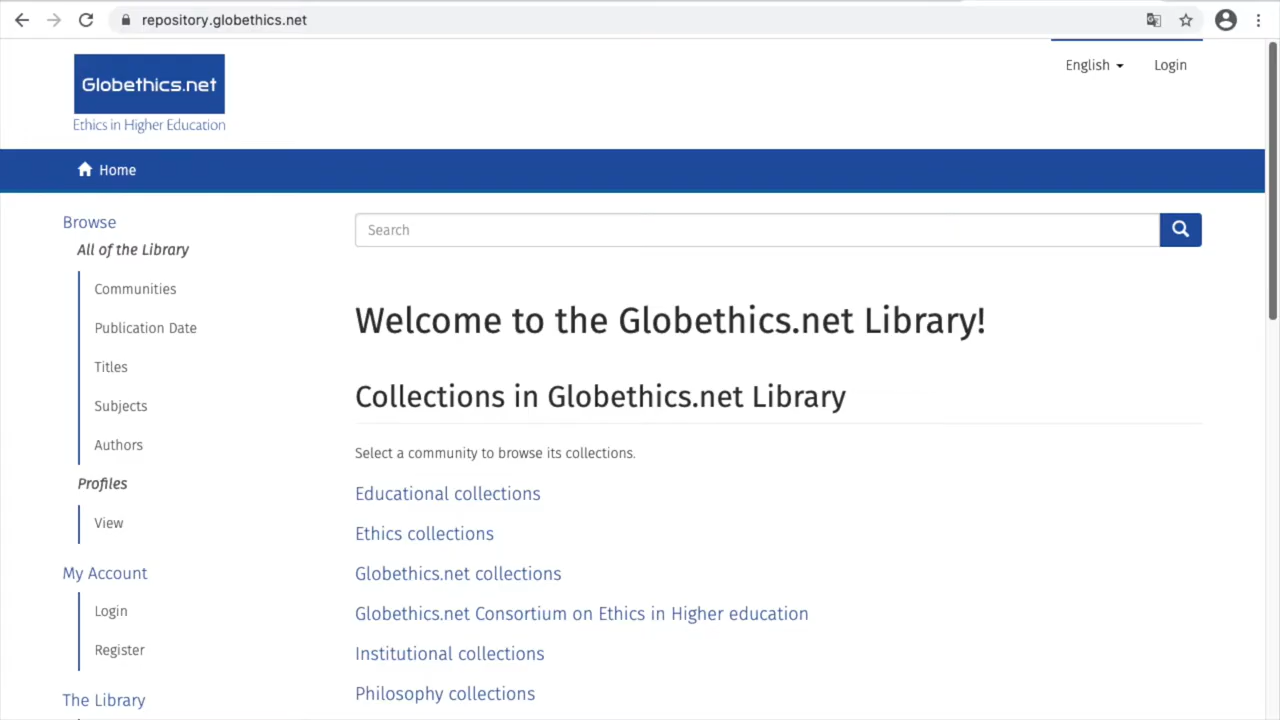 repository.globethics.net
Globethics.net
Ethics in Higher Education
English
Login
Home
Browse
All of the Library
Communities
Publication Date
Titles
Subjects
Authors
Profiles
View
My Account
Login
Register
The Library
Search
Welcome to the Globethics.net Library!
Collections in Globethics.net Library
Select a community to browse its collections.
Educational collections
Ethics collections
Globethics.net collections
Globethics.net Consortium on Ethics in Higher education
Institutional collections
Philosophy collections